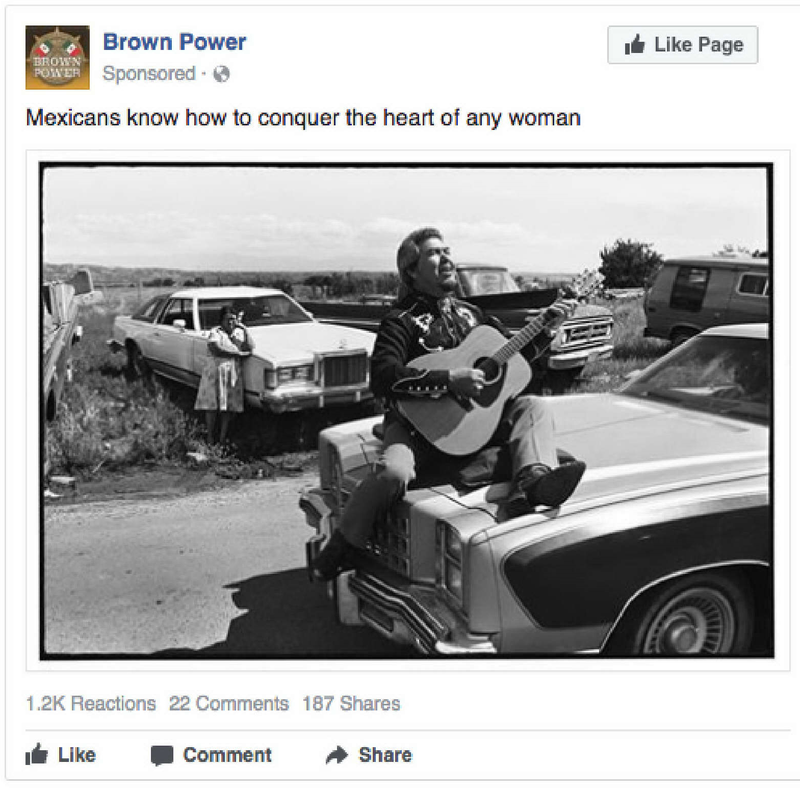 Brown Power
Sponsored ·
Like Page
BROWN
POWER
Mexicans know how to conquer the heart of any woman
1.2K Reactions 22 Comments 187 Shares
Like Comment Share